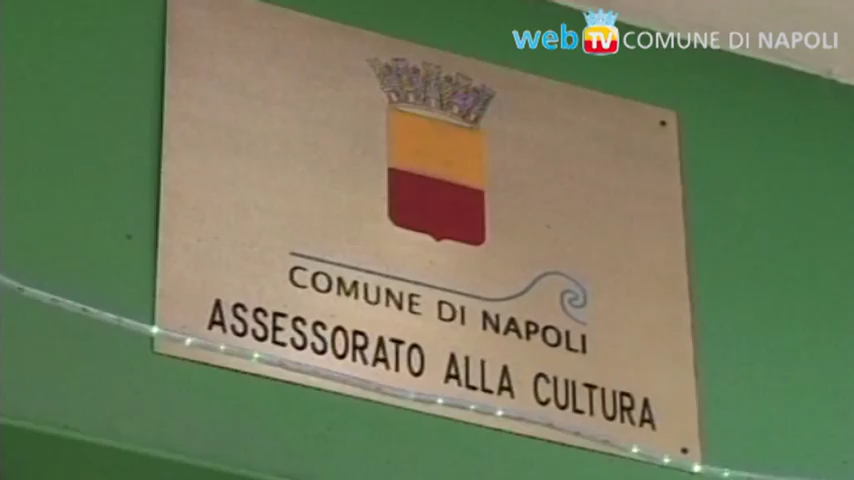 web TV COMUNE DI NAPOLI
COMUNE DI NAPOLI
ASSESSORATO ALLA CULTURA